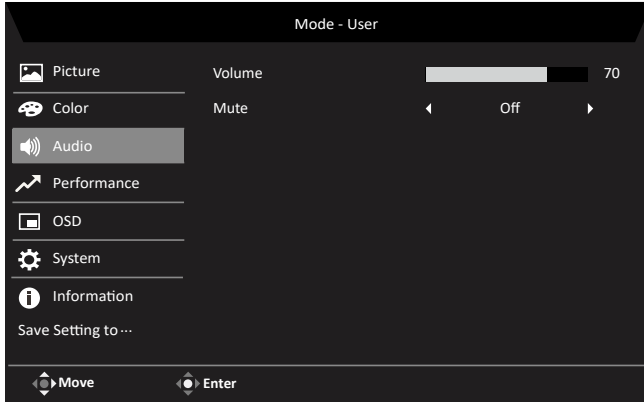 Mode - User
Picture
Volume 70
Color
Mute Off
Audio
Performance
OSD
System
Information
Save Setting to ...
Move Enter